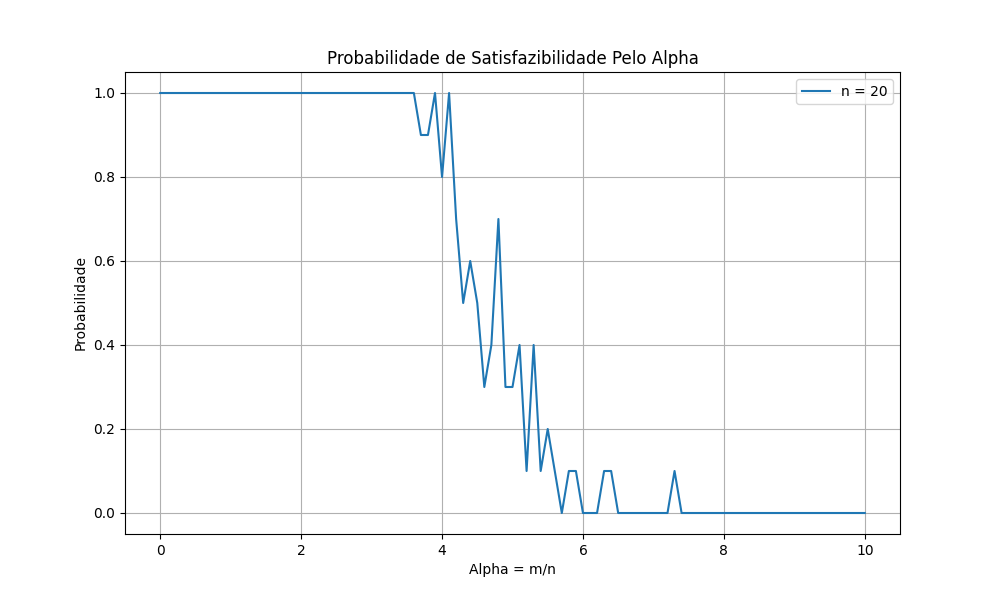 Probabilidade de Satisfazibilidade Pelo Alpha
n = 20
1.0
0.8
0.6
0.4
0.2
0.0
Probabilidade
0 2 4 6 8 10
Alpha = m/n